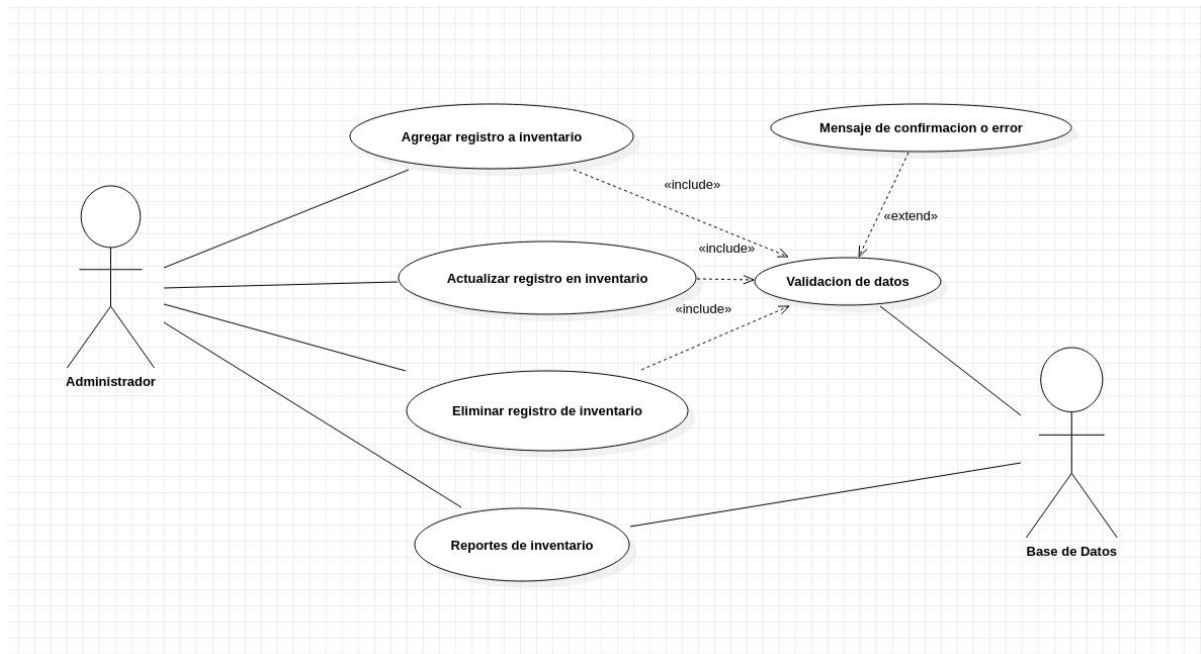 Agregar registro a inventario
Mensaje de confirmacion o error
«include»
«extend»
«include»
Actualizar registro en inventario
Validacion de datos
«include»
Administrador
Eliminar registro de inventario
Reportes de inventario
Base de Datos